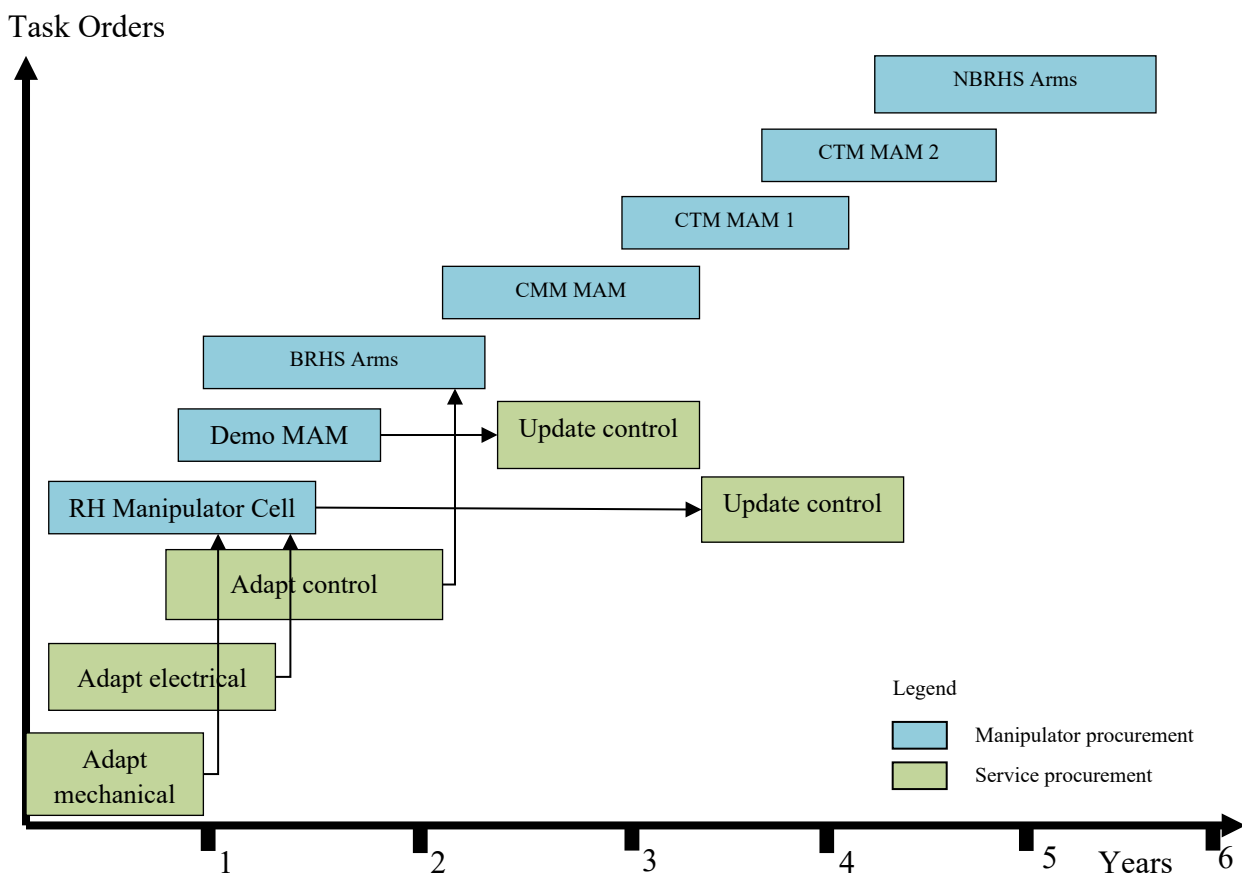 Task Orders
NBRHS Arms
CTM MAM 2
CTM MAM 1
CMM MAM
BRHS Arms
Demo MAM
Update control
RH Manipulator Cell
Update control
Adapt control
Adapt electrical
Adapt
mechanical
Legend
Manipulator procurement
Service procurement
1
2
3
4
5
Years
6